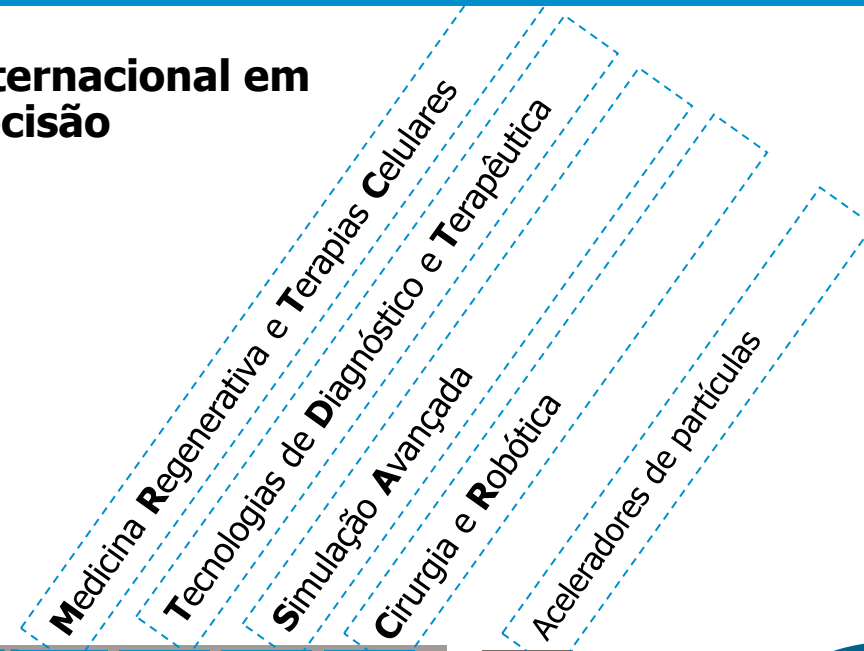 ternacional em
cisão
Medicina Regenerativa e Terapias Celulares
Tecnologias de Diagnóstico e Terapêutica
Simulação Avançada
Cirurgia e Robótica
Aceleradores de partículas